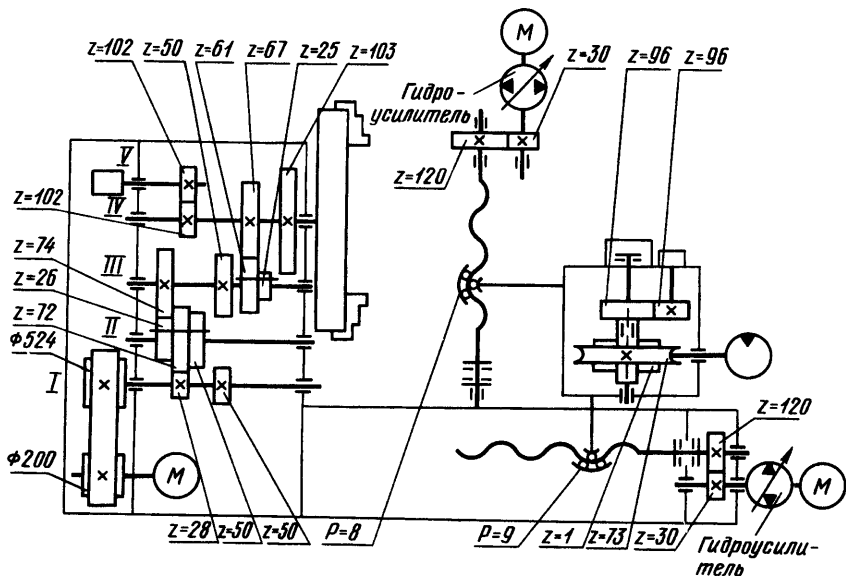 z=102 z=50 z=61 z=67 z=25 z=103
M
z=30 z=96 z=96
Гидро-
усилитель
z=120
V
IV
z=102
z=74
III
z=26
II
z=72
Ф524
I
Ф200
M
z=120
M
z=28 z=50 z=50 P=8 P=9 z=1 z=73 z=30
Гидроусили-
тель